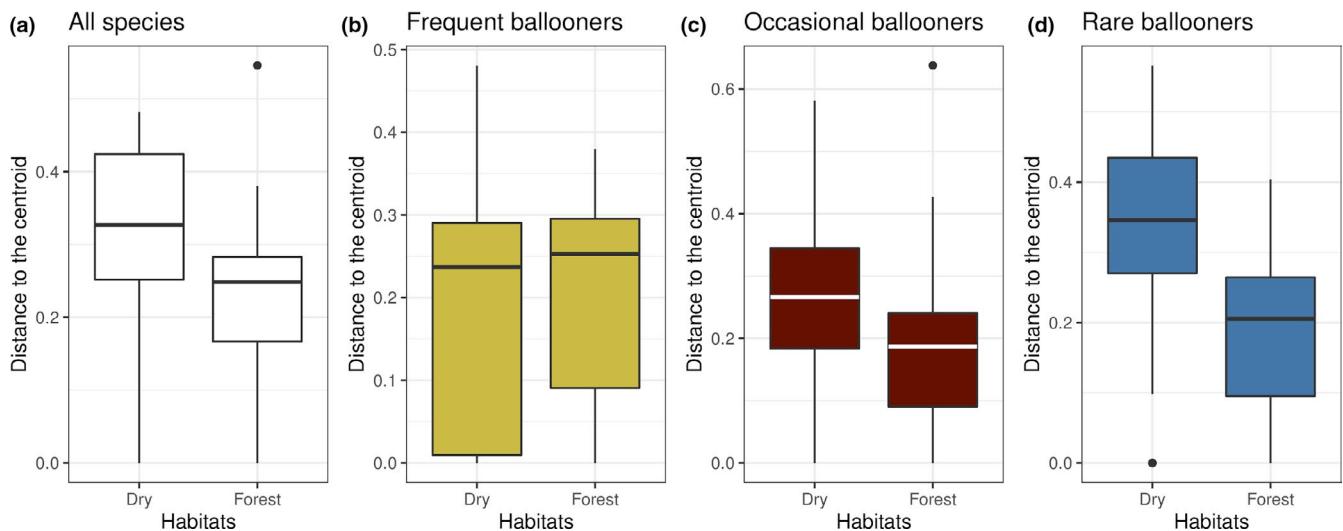 (a) All species
Distance to the centroid
0.4
0.2
0.0
Dry Forest
Habitats
(b) Frequent ballooners
Distance to the centroid
0.5
0.4
0.3
0.2
0.1
0.0
Dry Forest
Habitats
(c) Occasional ballooners
Distance to the centroid
0.6
0.4
0.2
0.0
Dry Forest
Habitats
(d) Rare ballooners
Distance to the centroid
0.4
0.2
0.0
Dry Forest
Habitats